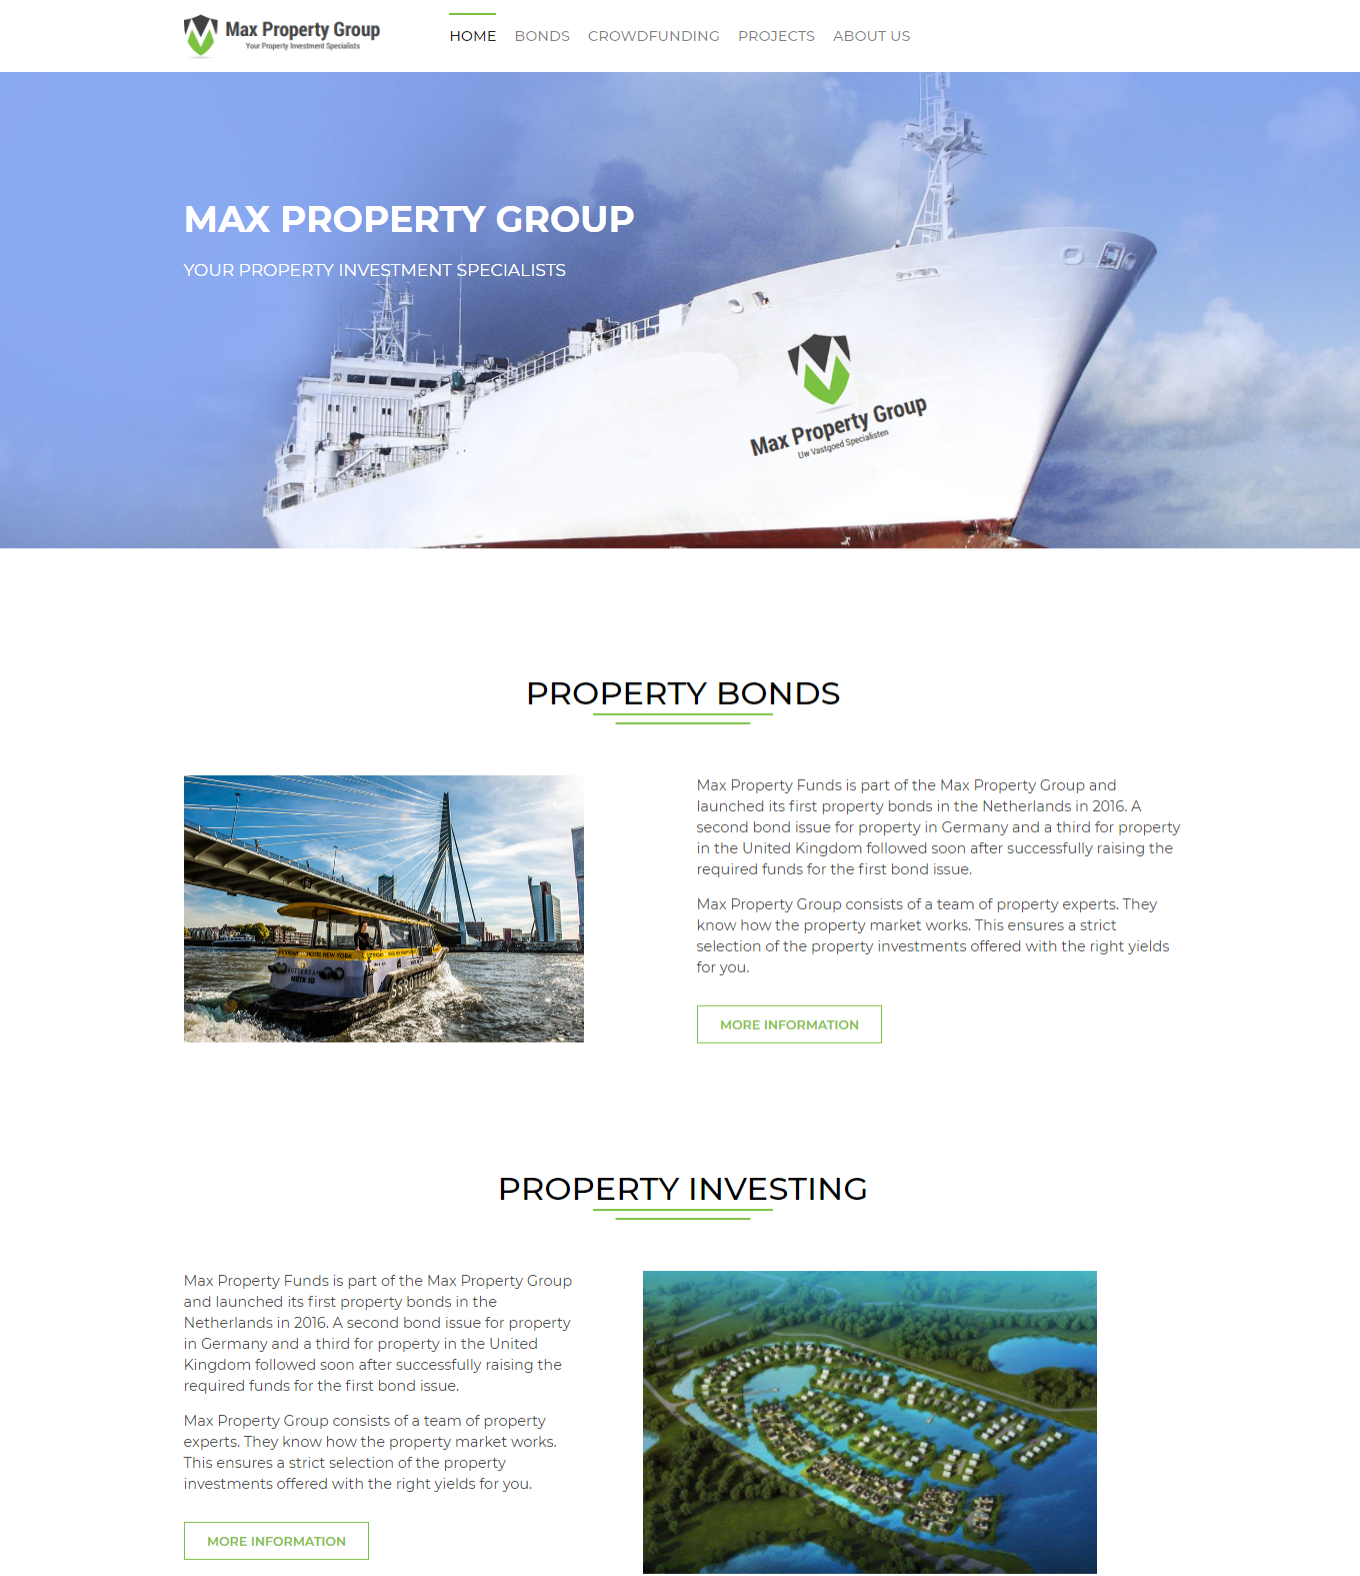 Max Property Group
Your Property Investment Specialists
HOME BONDS CROWDFUNDING PROJECTS ABOUT US
MAX PROPERTY GROUP
YOUR PROPERTY INVESTMENT SPECIALISTS
Max Property Group
Uw Vastgoed Specialisten
PROPERTY BONDS
Max Property Funds is part of the Max Property Group and
launched its first property bonds in the Netherlands in 2016. A
second bond issue for property in Germany and a third for property
in the United Kingdom followed soon after successfully raising the
required funds for the first bond issue.
Max Property Group consists of a team of property experts. They
know how the property market works. This ensures a strict
selection of the property investments offered with the right yields
for you.
MORE INFORMATION
PROPERTY INVESTING
Max Property Funds is part of the Max Property Group
and launched its first property bonds in the
Netherlands in 2016. A second bond issue for property
in Germany and a third for property in the United
Kingdom followed soon after successfully raising the
required funds for the first bond issue.
Max Property Group consists of a team of property
experts. They know how the property market works.
This ensures a strict selection of the property
investments offered with the right yields for you.
MORE INFORMATION